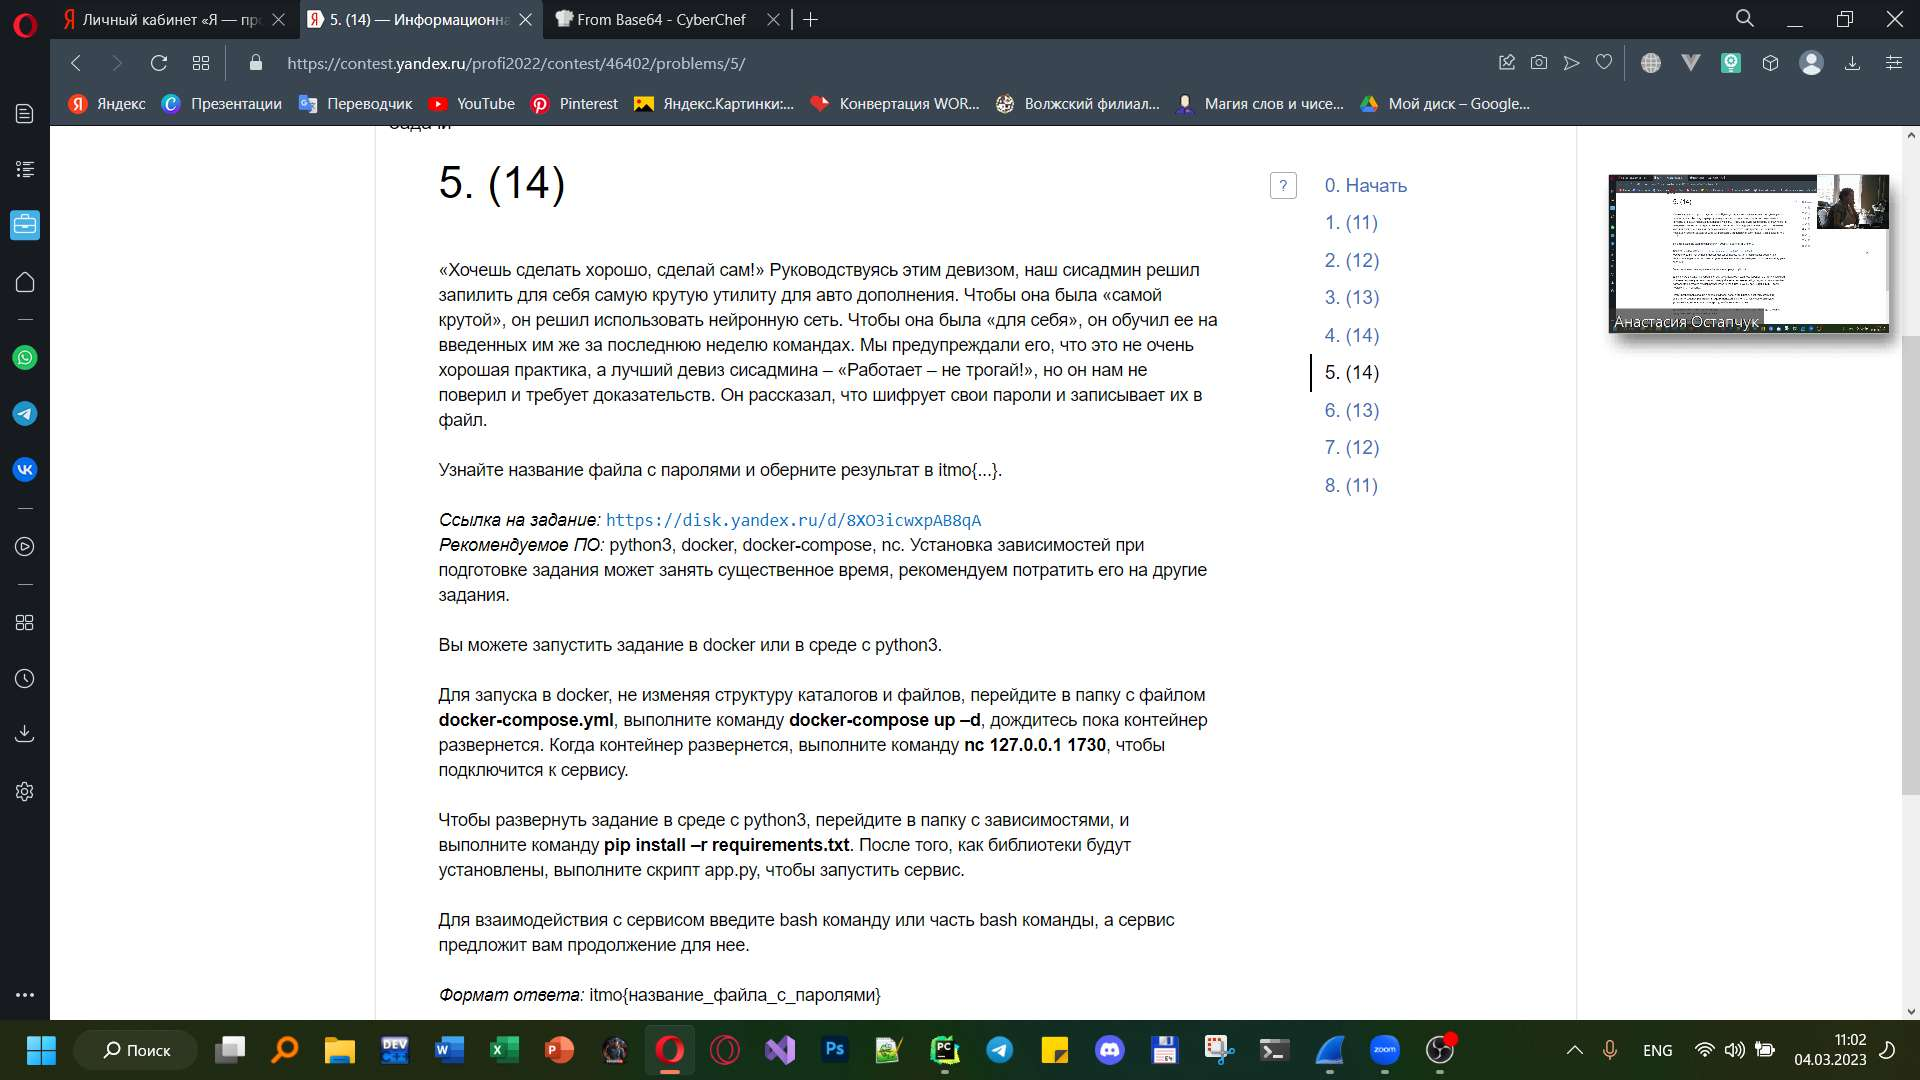 Личный кабинет «Я — пр
5. (14) — Информационна
From Base64 - CyberChef
https://contest.yandex.ru/profi2022/contest/46402/problems/5/
Яндекс
Презентации
Переводчик
YouTube
Pinterest
Яндекс.Картинки:...
Конвертация WOR...
Волжский филиал...
Магия слов и чисе...
Мой диск – Google...
5. (14)
?
«Хочешь сделать хорошо, сделай сам!» Руководствуясь этим девизом, наш сисадмин решил
запилить для себя самую крутую утилиту для авто дополнения. Чтобы она была «самой
крутой», он решил использовать нейронную сеть. Чтобы она была «для себя», он обучил ее на
введенных им же за последнюю неделю командах. Мы предупреждали его, что это не очень
хорошая практика, а лучший девиз сисадмина – «Работает – не трогай!», но он нам не
поверил и требует доказательств. Он рассказал, что шифрует свои пароли и записывает их в
файл.
Узнайте название файла с паролями и оберните результат в itmo{...}.
Ссылка на задание: https://disk.yandex.ru/d/8XO3icwxpAB8qA
Рекомендуемое ПО: python3, docker, docker-compose, nc. Установка зависимостей при
подготовке задания может занять существенное время, рекомендуем потратить его на другие
задания.
Вы можете запустить задание в docker или в среде с python3.
Для запуска в docker, не изменяя структуру каталогов и файлов, перейдите в папку с файлом
docker-compose.yml, выполните команду docker-compose up –d, дождитесь пока контейнер
развернется. Когда контейнер развернется, выполните команду nc 127.0.0.1 1730, чтобы
подключится к сервису.
Чтобы развернуть задание в среде с python3, перейдите в папку с зависимостями, и
выполните команду pip install –r requirements.txt. После того, как библиотеки будут
установлены, выполните скрипт app.py, чтобы запустить сервис.
Для взаимодействия с сервисом введите bash команду или часть bash команды, а сервис
предложит вам продолжение для нее.
Формат ответа: itmo{название_файла_с_паролями}
0. Начать
1. (11)
2. (12)
3. (13)
4. (14)
5. (14)
6. (13)
7. (12)
8. (11)
5. (14)
Анастасия Остапчук
Поиск
ENG
11:02
04.03.2023